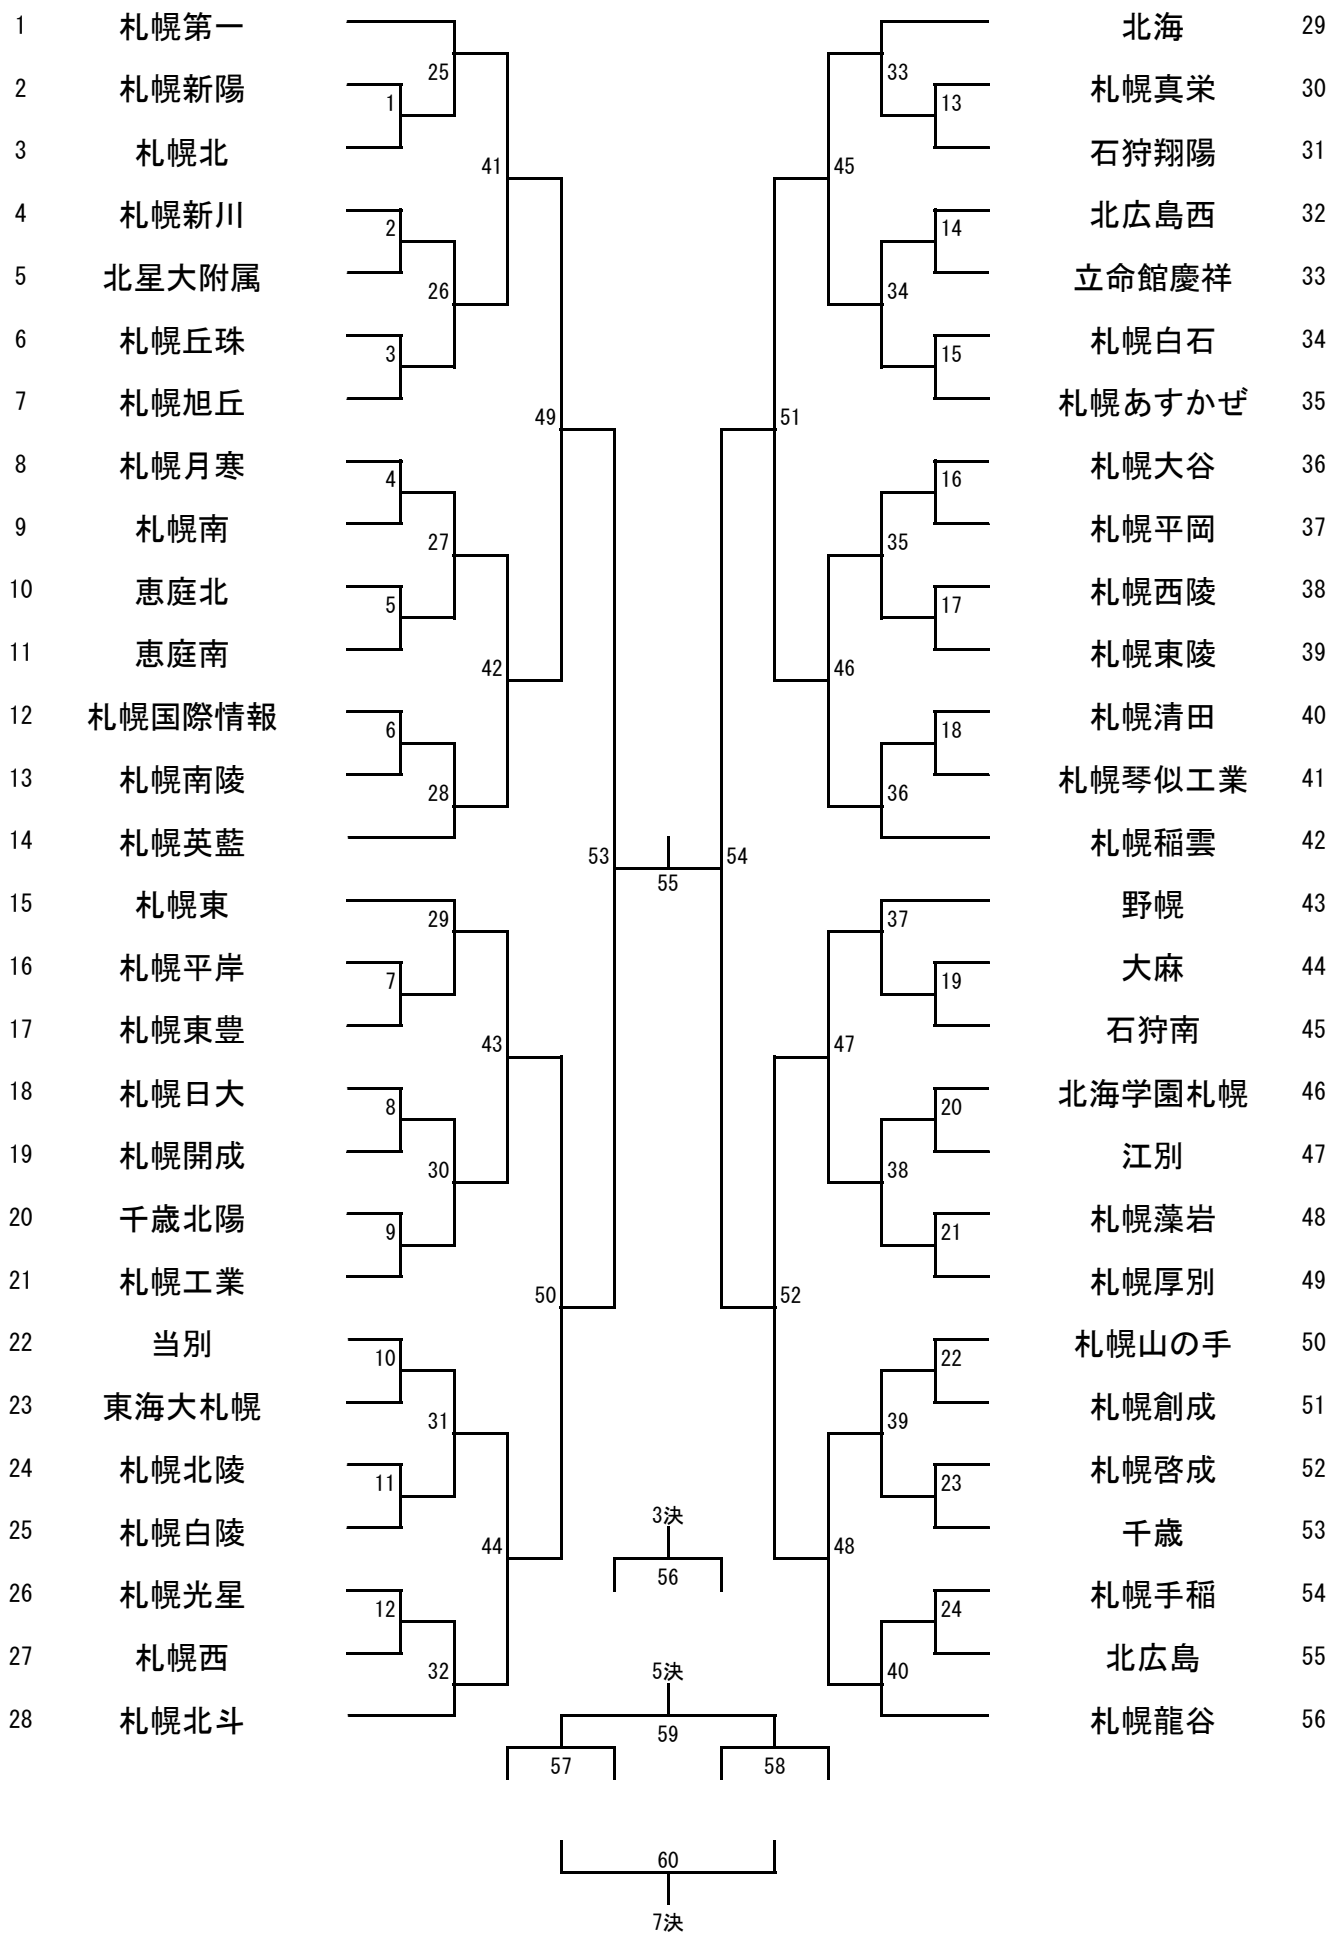 1 札幌第一 北海 29
25 33
2 札幌新陽 札幌真栄 30
1 13
3 札幌北 石狩翔陽 31
41 45
4 札幌新川 北広島西 32
2 14
5 北星大附属 立命館慶祥 33
26 34
6 札幌丘珠 札幌白石 34
3 15
7 札幌旭丘 札幌あすかぜ 35
49 51
8 札幌月寒 札幌大谷 36
4 16
9 札幌南 札幌平岡 37
27 35
10 恵庭北 札幌西陵 38
5 17
11 恵庭南 札幌東陵 39
42 46
12 札幌国際情報 札幌清田 40
6 18
13 札幌南陵 札幌琴似工業 41
28 36
14 札幌英藍 札幌稲雲 42
53 54
55
15 札幌東 野幌 43
29 37
16 札幌平岸 大麻 44
7 19
17 札幌東豊 石狩南 45
43 47
18 札幌日大 北海学園札幌 46
8 20
19 札幌開成 江別 47
30 38
20 千歳北陽 札幌藻岩 48
9 21
21 札幌工業 札幌厚別 49
50 52
22 当別 札幌山の手 50
10 22
23 東海大札幌 札幌創成 51
31 39
24 札幌北陵 札幌啓成 52
11 23
3決
25 札幌白陵 千歳 53
44 48
56
26 札幌光星 札幌手稲 54
12 24
27 札幌西 北広島 55
32 5決 40
28 札幌北斗 札幌龍谷 56
59
57 58
60
7決